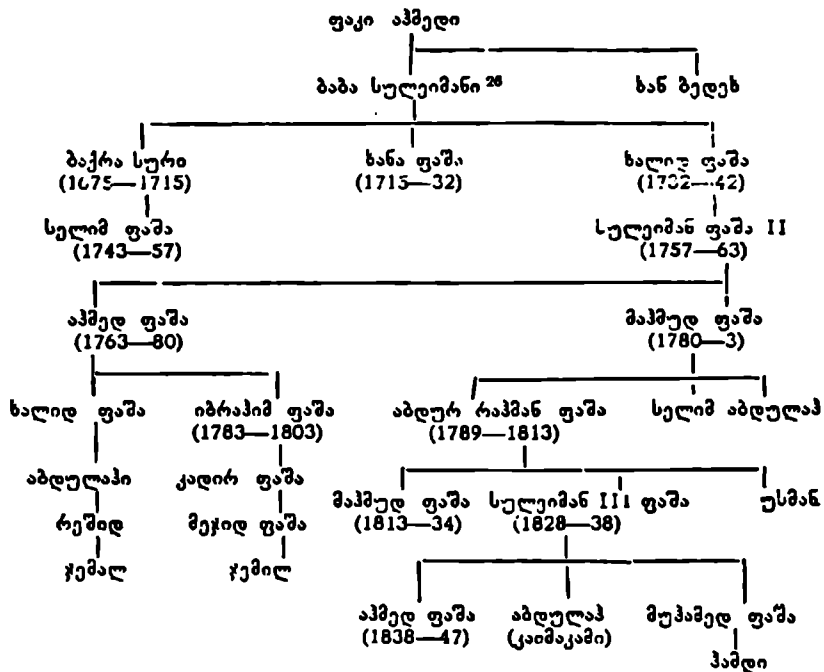 ფაკი აჰმედი
ბაბა სულეიმანი 26 ხან ბედეხ
ბაქრა სური ხანა ფაში ხალიუ ფაშა
(1675—1715) (1715—32) (1732—42)
სელიმ ფაშა სულეიმან ფაშა II
(1743—57) (1757—63)
აჰმედ ფაშა მაჰმუდ ფაშა
(1763—80) (1780—3)
ხალიდ ფაშა იბრაჰიმ ფაშა აბდურ რაჰმან ფაშა სელიმ აბდულაჰ
(1783—1803) (1789—1813)
აბდულაჰი კადირ ფაშა მაჰმუდ ფაშა სულეიმან III ფაშა უსმან
რეშიდ მეჯიდ ფაშა (1813—34) (1828—38)
ჯემალ ჯემილ
აჰმედ ფაშა აბდულაჰ მუჰამედ ფაშა
(1838—47) (კაიმაკამი)
ჰამდი